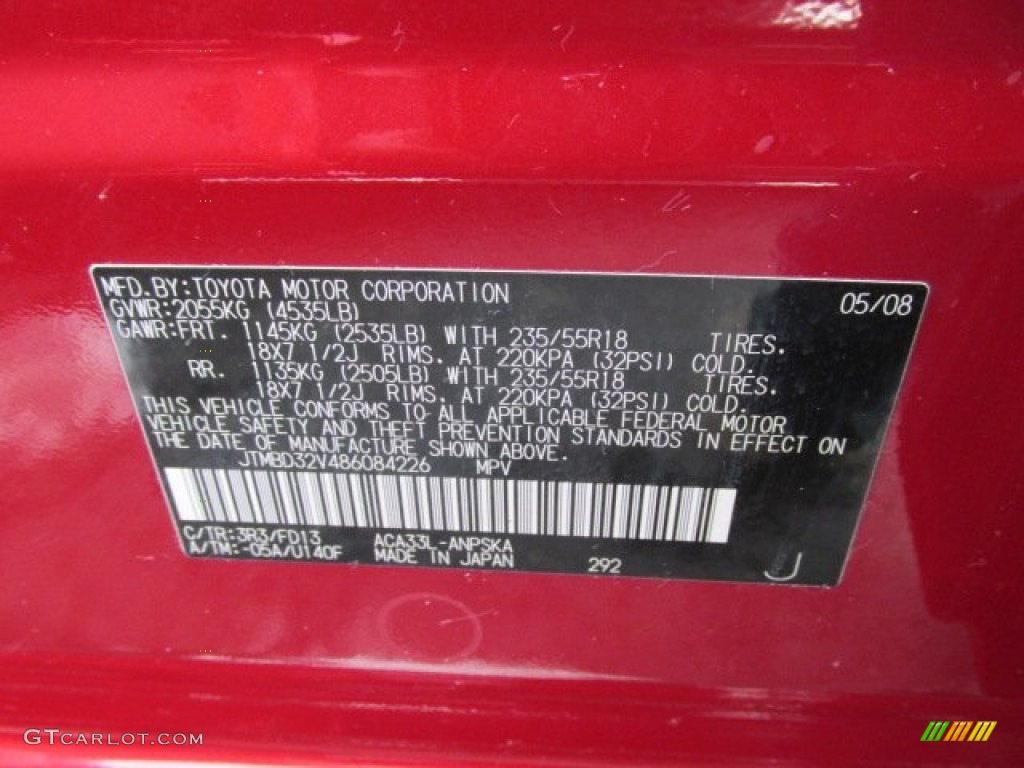 MFD.BY:TOYOTA MOTOR CORPORATION 05/08
GVWR:2055KG (4535LB)
GAWR:FRT. 1145KG (2535LB) WITH 235/55R18 TIRES.
18X7 1/2J RIMS. AT 220KPA (32PSI) COLD.
RR. 1135KG (2505LB) WITH 235/55R18 TIRES.
18X7 1/2J RIMS. AT 220KPA (32PSI) COLD.
THIS VEHICLE CONFORMS TO ALL APPLICABLE FEDERAL MOTOR
VEHICLE SAFETY AND THEFT PREVENTION STANDARDS IN EFFECT ON
THE DATE OF MANUFACTURE SHOWN ABOVE.
JTMBD32V486084226 MPV
C/TR:3R3/FD13 ACA33L-ANPSKA
A/TM:-05A/U140F MADE IN JAPAN 292 J
GTCARLOT.COM